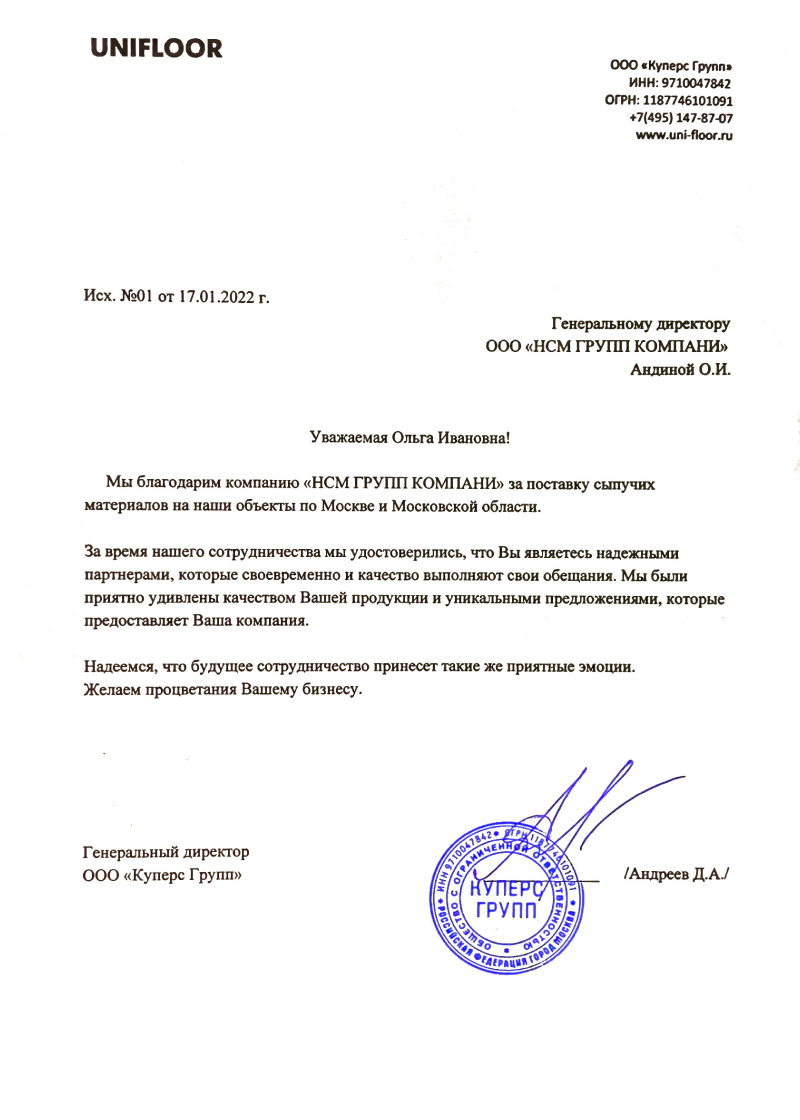 UNIFLOOR
ООО «Куперс Групп»
ИНН: 9710047842
ОГРН: 1187746101091
+7(495) 147-87-07
www.uni-floor.ru
Исх. №01 от 17.01.2022 г.
Генеральному директору
ООО «НСМ ГРУПП КОМПАНИ»
Андиной О.И.
Уважаемая Ольга Ивановна!
Мы благодарим компанию «НСМ ГРУПП КОМПАНИ» за поставку сыпучих
материалов на наши объекты по Москве и Московской области.
За время нашего сотрудничества мы удостоверились, что Вы являетесь надежными
партнерами, которые своевременно и качество выполняют свои обещания. Мы были
приятно удивлены качеством Вашей продукции и уникальными предложениями, которые
предоставляет Ваша компания.
Надеемся, что будущее сотрудничество принесет такие же приятные эмоции.
Желаем процветания Вашему бизнесу.
Генеральный директор
ООО «Куперс Групп»
/Андреев Д.А./
ИНН 9710047842 * ОГРН 1187746101091
* РОССИЙСКАЯ ФЕДЕРАЦИЯ ГОРОД МОСКВА *
ОБЩЕСТВО С ОГРАНИЧЕННОЙ ОТВЕТСТВЕННОСТЬЮ *
КУПЕРС
ГРУПП